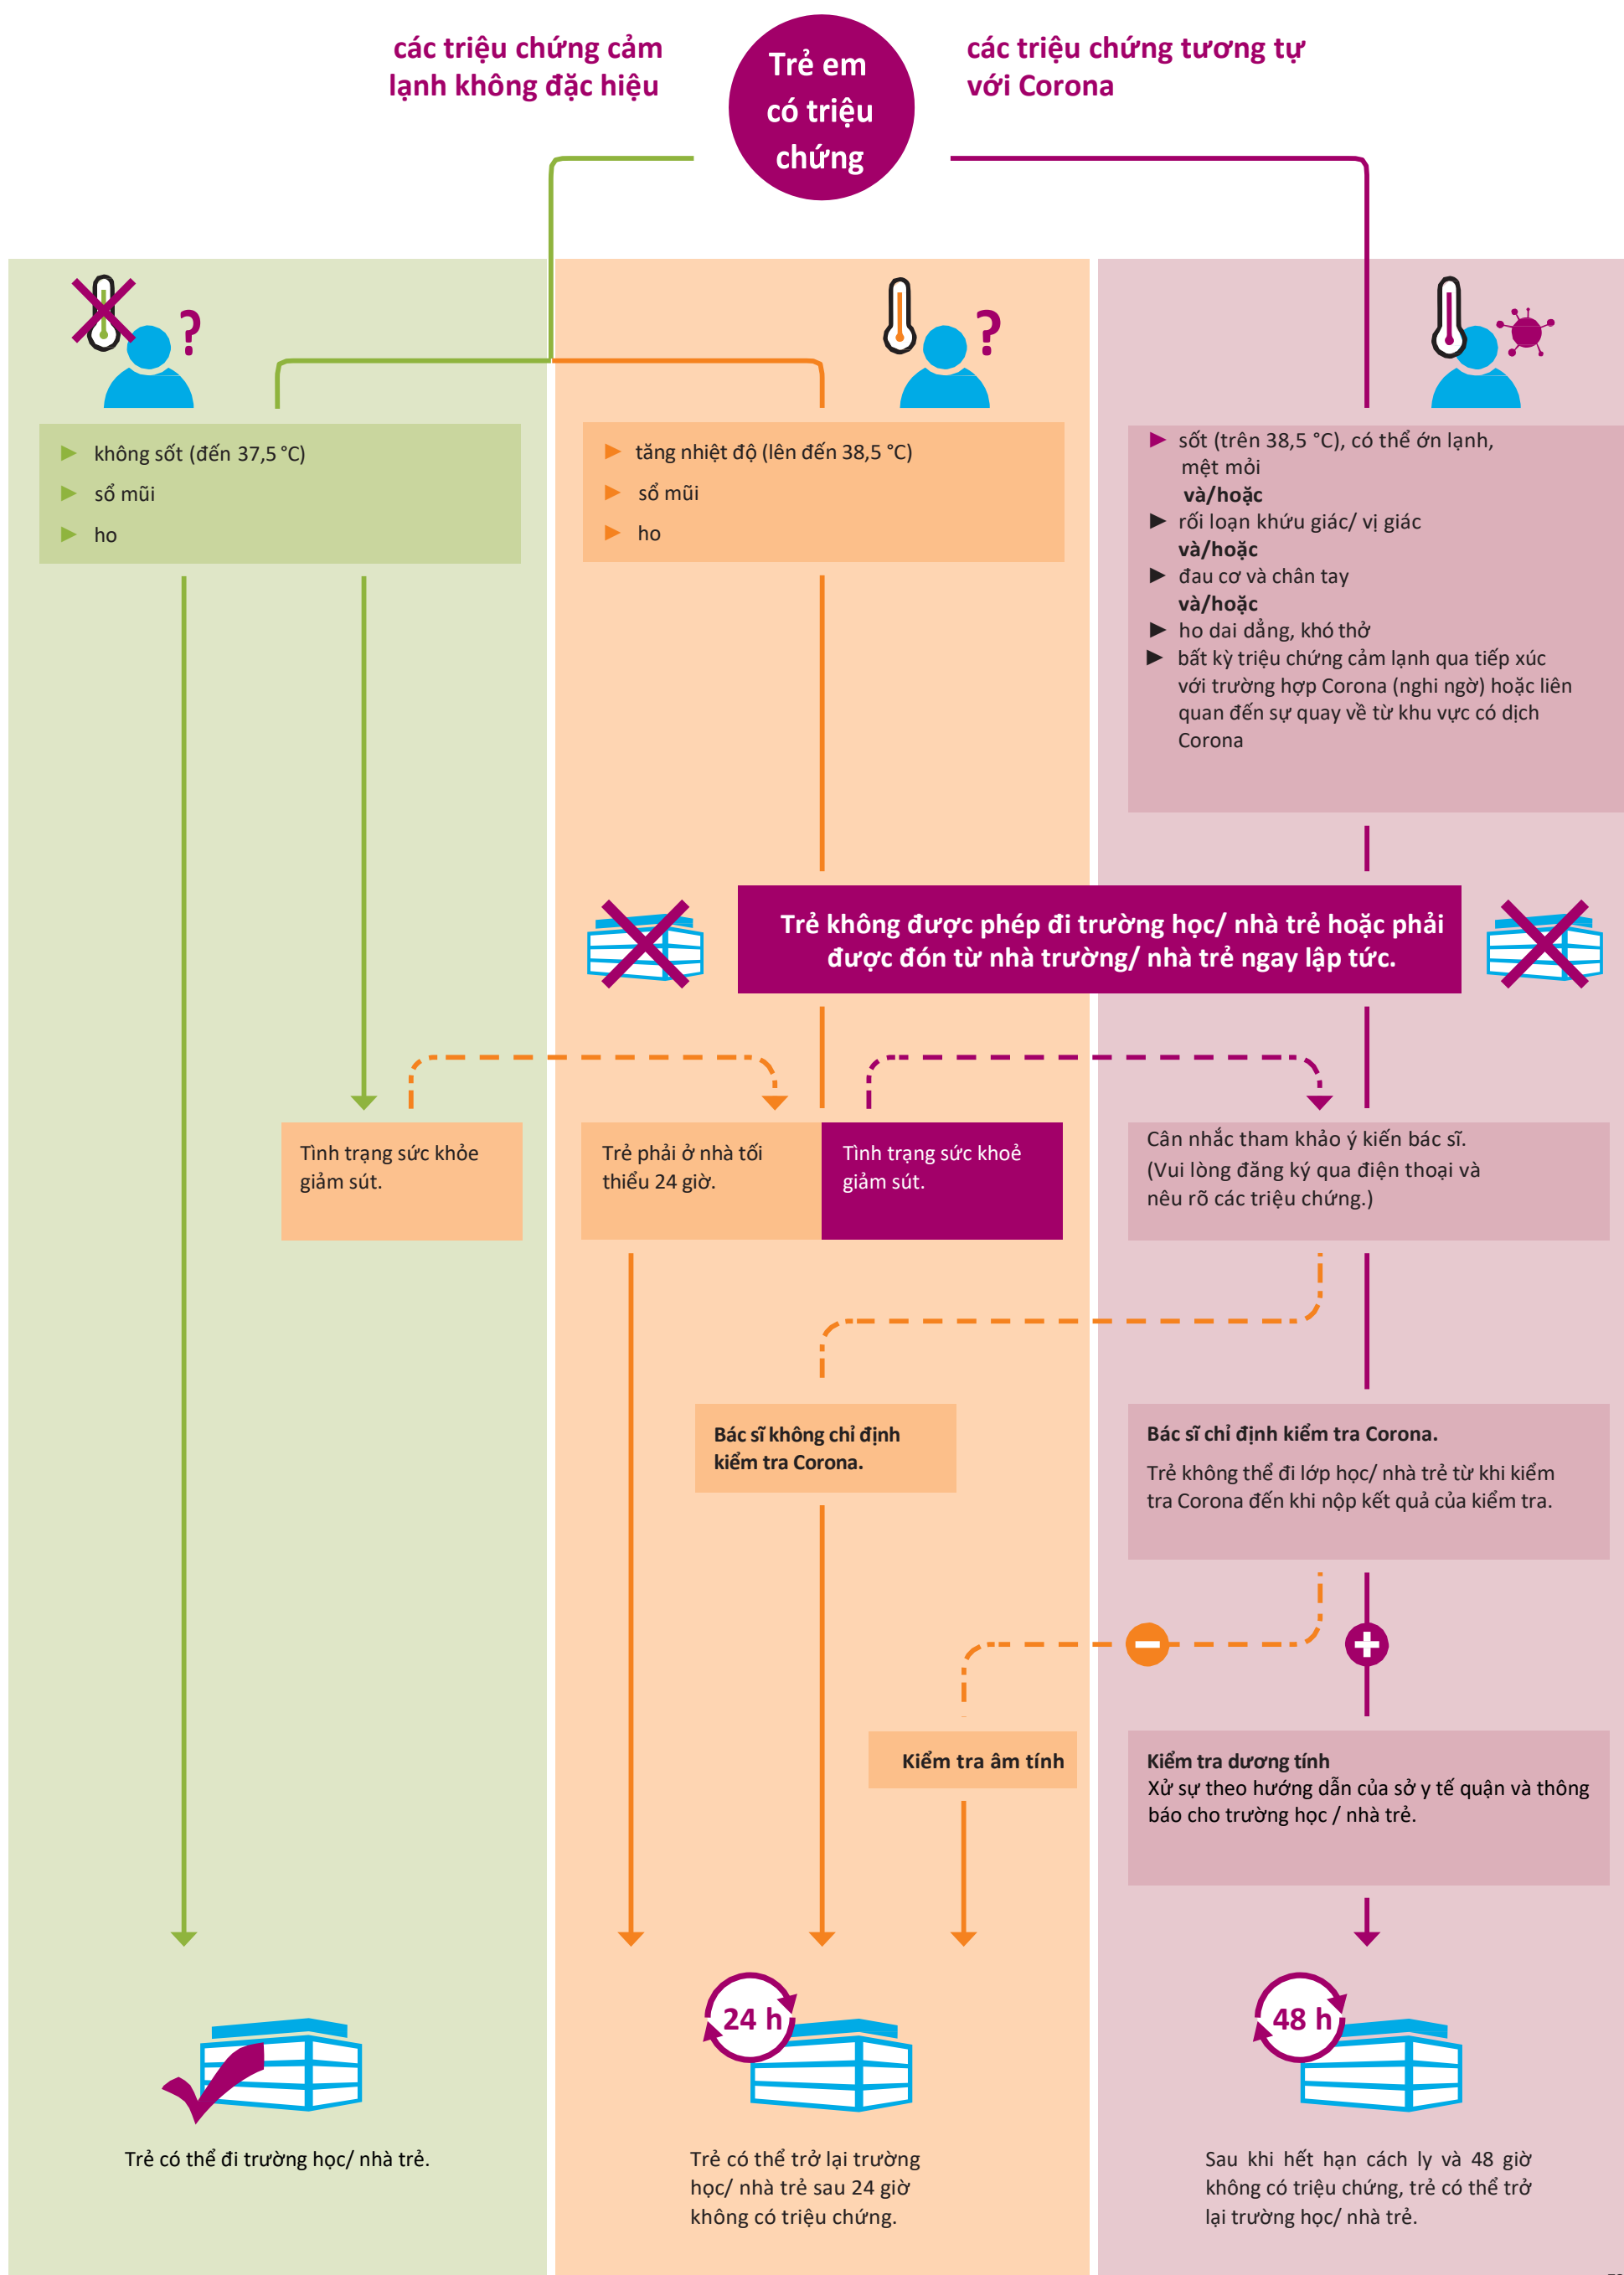 các triệu chứng cảm
lạnh không đặc hiệu
Trẻ em
có triệu
chứng
các triệu chứng tương tự
với Corona
?
?
không sốt (đến 37,5 °C)
sổ mũi
ho
tăng nhiệt độ (lên đến 38,5 °C)
sổ mũi
ho
sốt (trên 38,5 °C), có thể ớn lạnh,
mệt mỏi
và/hoặc
rối loạn khứu giác/ vị giác
và/hoặc
đau cơ và chân tay
và/hoặc
ho dai dẳng, khó thở
bất kỳ triệu chứng cảm lạnh qua tiếp xúc
với trường hợp Corona (nghi ngờ) hoặc liên
quan đến sự quay về từ khu vực có dịch
Corona
Trẻ không được phép đi trường học/ nhà trẻ hoặc phải
được đón từ nhà trường/ nhà trẻ ngay lập tức.
Tình trạng sức khỏe
giảm sút.
Trẻ phải ở nhà tối
thiểu 24 giờ.
Tình trạng sức khoẻ
giảm sút.
Cân nhắc tham khảo ý kiến bác sĩ.
(Vui lòng đăng ký qua điện thoại và
nêu rõ các triệu chứng.)
Bác sĩ không chỉ định
kiểm tra Corona.
Bác sĩ chỉ định kiểm tra Corona.
Trẻ không thể đi lớp học/ nhà trẻ từ khi kiểm
tra Corona đến khi nộp kết quả của kiểm tra.
Kiểm tra âm tính
Kiểm tra dương tính
Xử sự theo hướng dẫn của sở y tế quận và thông
báo cho trường học / nhà trẻ.
24 h
48 h
Trẻ có thể đi trường học/ nhà trẻ.
Trẻ có thể trở lại trường
học/ nhà trẻ sau 24 giờ
không có triệu chứng.
Sau khi hết hạn cách ly và 48 giờ
không có triệu chứng, trẻ có thể trở
lại trường học/ nhà trẻ.